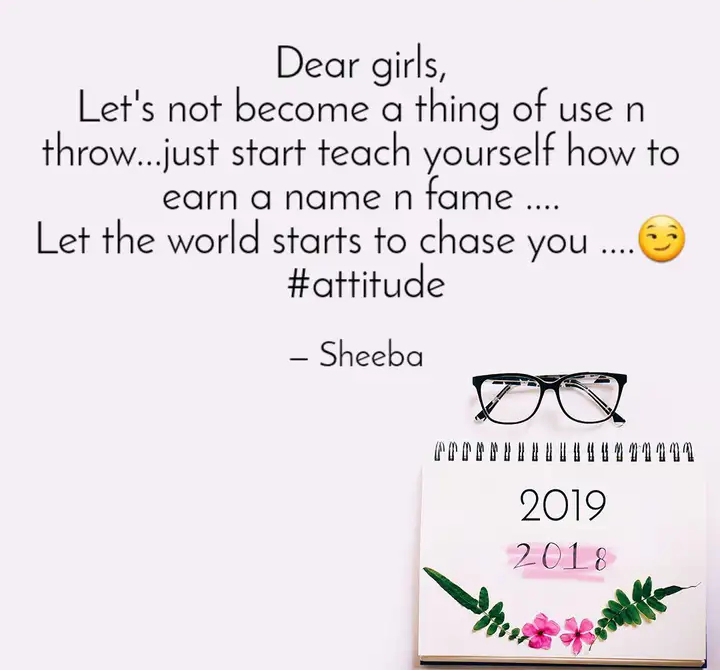 Dear girls,
Let's not become a thing of use n
throw...just start teach yourself how to
earn a name n fame ....
Let the world starts to chase you ....😏
#attitude
– Sheeba
2019
2018